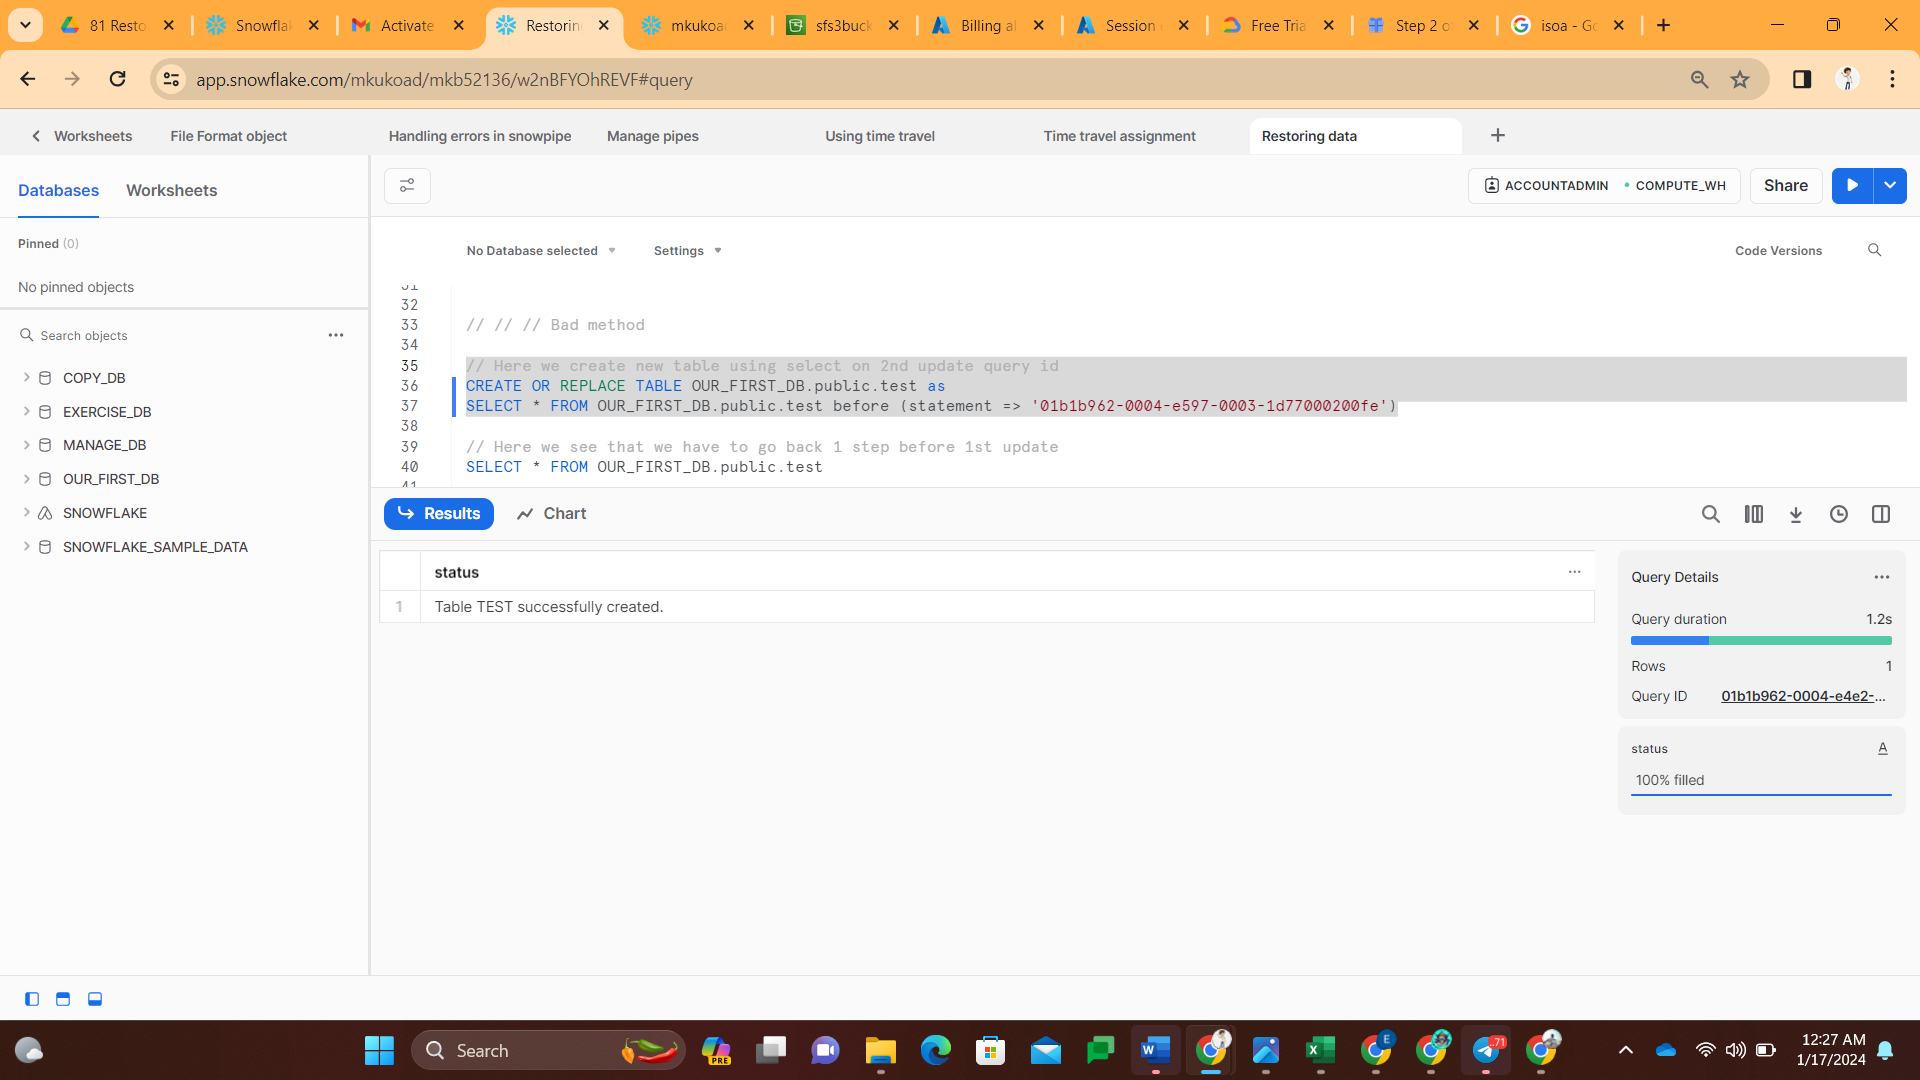 81 Resto
Snowfla
Activate
Restorin
mkukoa
sfs3buck
Billing al
Session
Free Tria
Step 2 o
isoa - Go
app.snowflake.com/mkukoad/mkb52136/w2nBFYOhREVF#query
Worksheets
File Format object
Handling errors in snowpipe
Manage pipes
Using time travel
Time travel assignment
Restoring data
Databases
Worksheets
ACCOUNTADMIN
COMPUTE_WH
Share
Pinned (0)
No Database selected
Settings
Code Versions
No pinned objects
Search objects
COPY_DB
EXERCISE_DB
MANAGE_DB
OUR_FIRST_DB
SNOWFLAKE
SNOWFLAKE_SAMPLE_DATA
31
32
33 // // // Bad method
34
35 // Here we create new table using select on 2nd update query id
36 CREATE OR REPLACE TABLE OUR_FIRST_DB.public.test as
37 SELECT * FROM OUR_FIRST_DB.public.test before (statement => '01b1b962-0004-e597-0003-1d77000200fe')
38
39 // Here we see that we have to go back 1 step before 1st update
40 SELECT * FROM OUR_FIRST_DB.public.test
41
Results
Chart
status
1 Table TEST successfully created.
Query Details
Query duration 1.2s
Rows 1
Query ID 01b1b962-0004-e4e2-...
status A
100% filled
Search
PRE
W
X
E
71
12:27 AM
1/17/2024